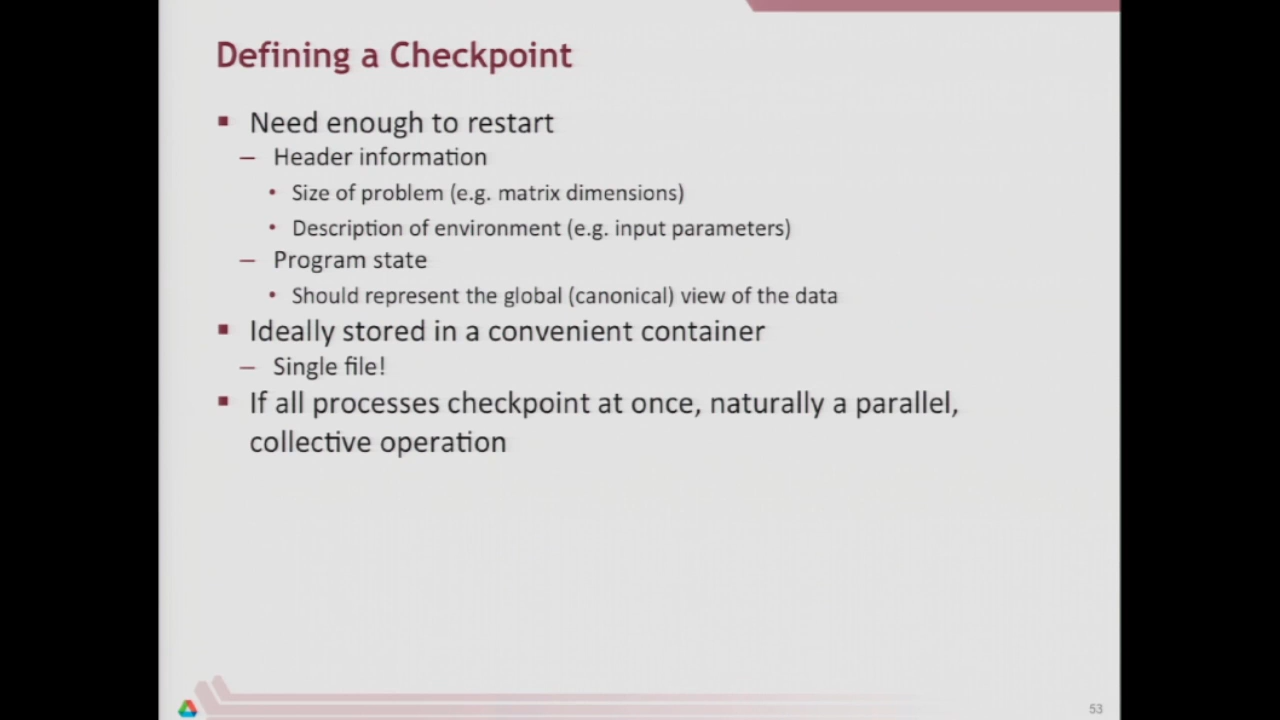 Defining a Checkpoint
▪ Need enough to restart
– Header information
• Size of problem (e.g. matrix dimensions)
• Description of environment (e.g. input parameters)
– Program state
• Should represent the global (canonical) view of the data
▪ Ideally stored in a convenient container
– Single file!
▪ If all processes checkpoint at once, naturally a parallel,
collective operation
53